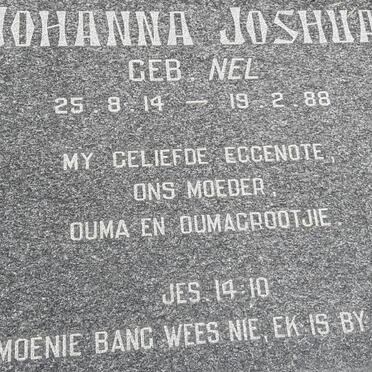 JOHANNA JOSHUA
GEB. NEL
25.8.14 — 19.2.88
MY GELIEFDE EGGENOTE,
ONS MOEDER,
OUMA EN OUMAGROOTJIE.
JES. 14:10
MOENIE BANG WEES NIE, EK IS BY